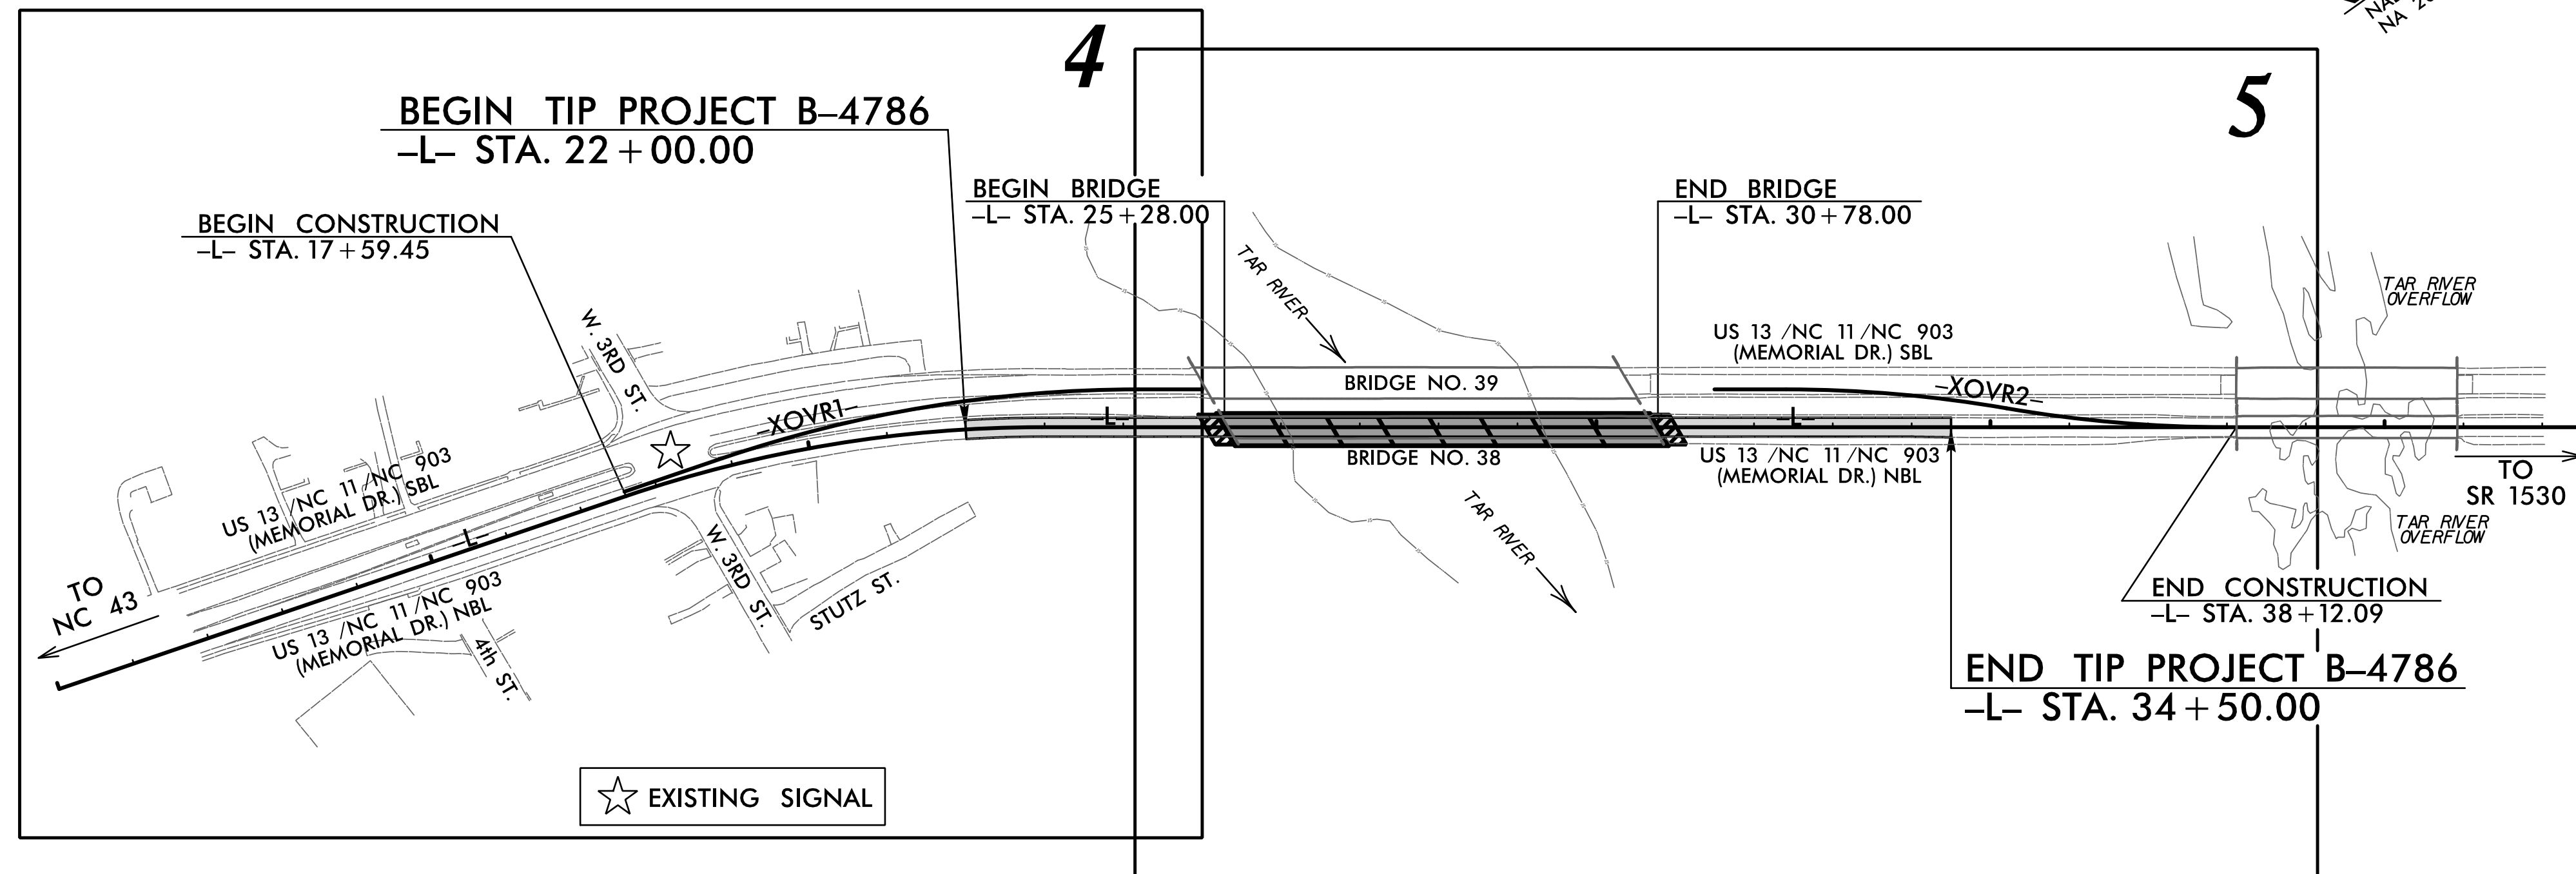 4
5
BEGIN TIP PROJECT B–4786
–L– STA. 22+00.00
BEGIN BRIDGE
–L– STA. 25+28.00
END BRIDGE
–L– STA. 30+78.00
BEGIN CONSTRUCTION
–L– STA. 17+59.45
W. 3RD ST.
TAR RIVER
TAR RIVER
OVERFLOW
US 13 /NC 11 /NC 903
(MEMORIAL DR.) SBL
BRIDGE NO. 39
–XOVR1–
–L–
–L–
–XOVR2–
BRIDGE NO. 38
US 13 /NC 11 /NC 903
(MEMORIAL DR.) NBL
US 13 /NC 11 /NC 903
(MEMORIAL DR.) SBL
–L–
TO
SR 1530
TAR RIVER
TAR RIVER
OVERFLOW
W. 3RD ST.
STUTZ ST.
TO
NC 43
US 13 /NC 11 /NC 903
(MEMORIAL DR.) NBL
4th ST.
END CONSTRUCTION
–L– STA. 38+12.09
END TIP PROJECT B–4786
–L– STA. 34+50.00
EXISTING SIGNAL